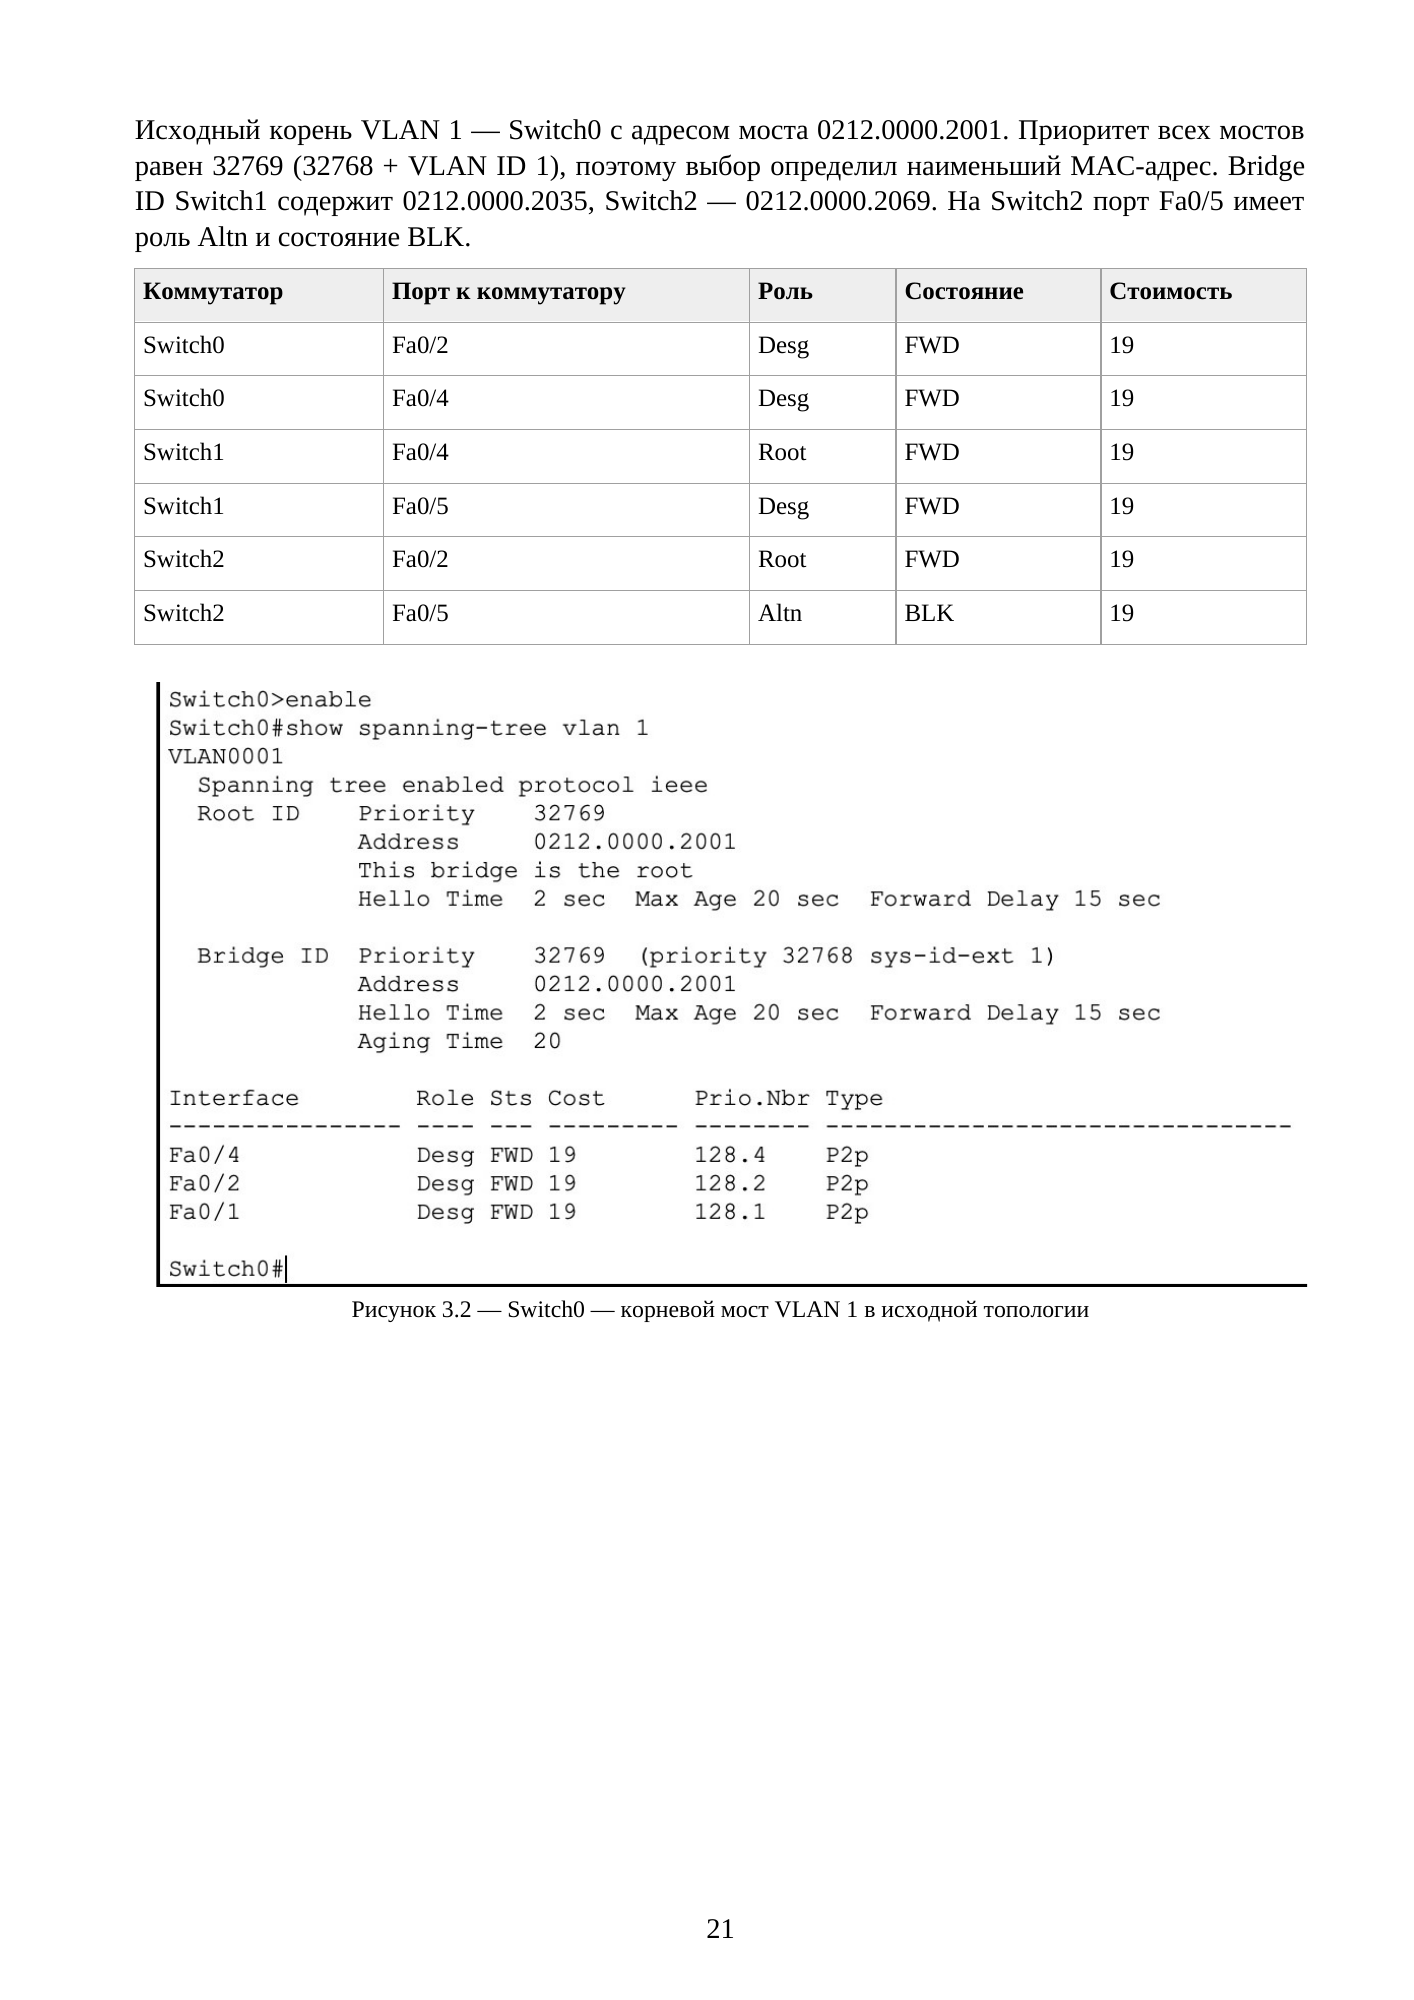 Исходный корень VLAN 1 — Switch0 с адресом моста 0212.0000.2001. Приоритет всех мостов
равен 32769 (32768 + VLAN ID 1), поэтому выбор определил наименьший MAC-адрес. Bridge
ID Switch1 содержит 0212.0000.2035, Switch2 — 0212.0000.2069. На Switch2 порт Fa0/5 имеет
роль Altn и состояние BLK.
Коммутатор Порт к коммутатору Роль Состояние Стоимость
Switch0 Fa0/2 Desg FWD 19
Switch0 Fa0/4 Desg FWD 19
Switch1 Fa0/4 Root FWD 19
Switch1 Fa0/5 Desg FWD 19
Switch2 Fa0/2 Root FWD 19
Switch2 Fa0/5 Altn BLK 19
Switch0>enable
Switch0#show spanning-tree vlan 1
VLAN0001
  Spanning tree enabled protocol ieee
  Root ID    Priority    32769
             Address     0212.0000.2001
             This bridge is the root
             Hello Time  2 sec  Max Age 20 sec  Forward Delay 15 sec
  Bridge ID  Priority    32769  (priority 32768 sys-id-ext 1)
             Address     0212.0000.2001
             Hello Time  2 sec  Max Age 20 sec  Forward Delay 15 sec
             Aging Time  20
Interface        Role Sts Cost      Prio.Nbr Type
---------------- ---- --- --------- -------- --------------------------------
Fa0/4            Desg FWD 19        128.4    P2p
Fa0/2            Desg FWD 19        128.2    P2p
Fa0/1            Desg FWD 19        128.1    P2p
Switch0#
Рисунок 3.2 — Switch0 — корневой мост VLAN 1 в исходной топологии
21